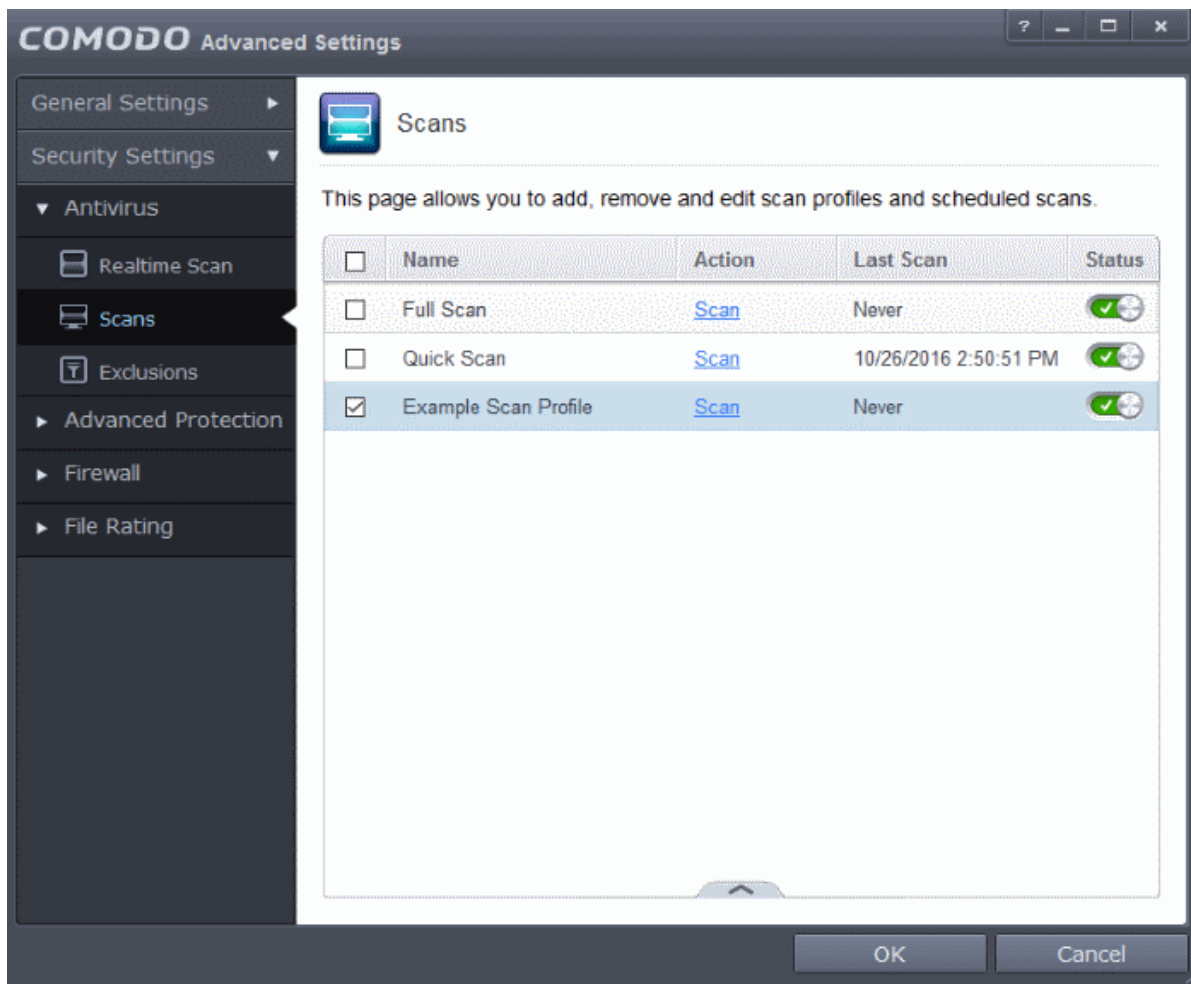 COMODO Advanced Settings
?
General Settings
Security Settings
Antivirus
Realtime Scan
Scans
Exclusions
Advanced Protection
Firewall
File Rating
Scans
This page allows you to add, remove and edit scan profiles and scheduled scans.
Name Action Last Scan Status
Full Scan Scan Never
Quick Scan Scan 10/26/2016 2:50:51 PM
Example Scan Profile Scan Never
OK Cancel